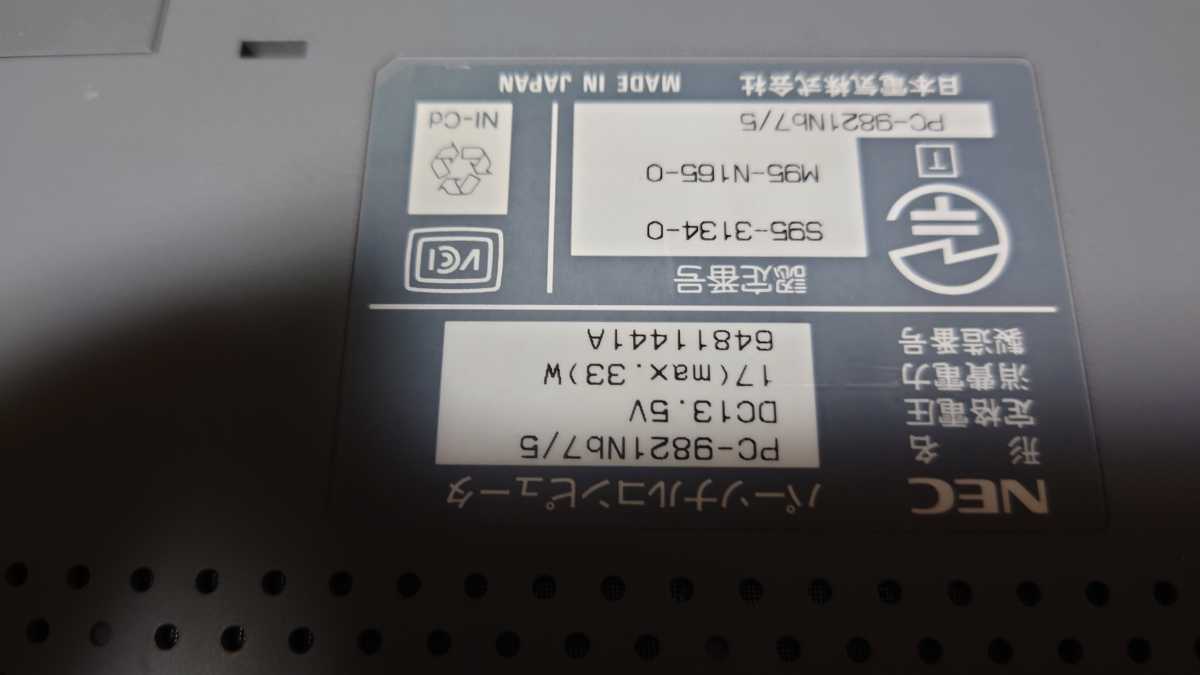 NEC パーソナルコンピュータ
形名 PC-9821Nb7/5
定格電圧 DC13.5V
消費電力 17(max.33)W
製造番号 64811441A
認定番号
S95-3134-0
T M95-N165-0
PC-9821Nb7/5
VCI
Ni-Cd
日本電気株式会社 MADE IN JAPAN